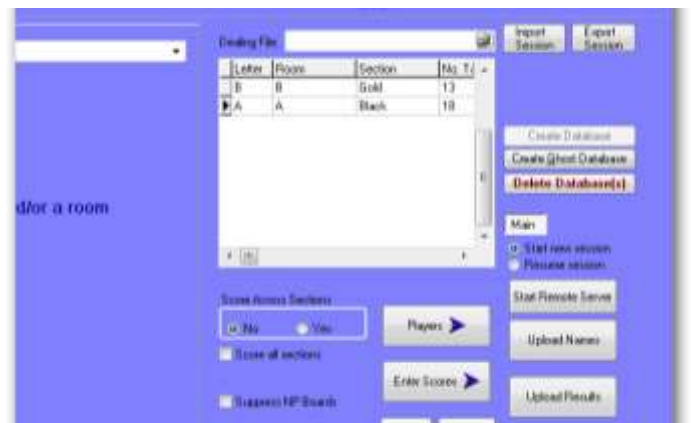 Dealing File
Import Session
Export Session
Letter Room Section No. T
B B Gold 13
A A Black 18
Create Database
Create Ghost Database
Delete Database(s)
d/or a room
Main
Start new session
Resume session
Score Across Sections
No Yes
Players
Start Remote Server
Score all sections
Upload Names
Enter Scores
Suppress NP Boards
Upload Results